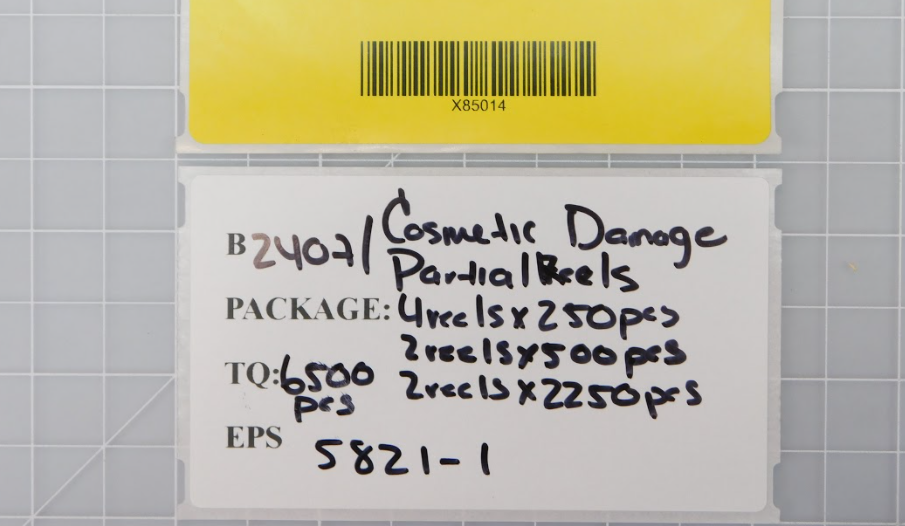 X85014
B 2407/ Cosmetic Damage
Partial Reels
PACKAGE: 4 reels x 250 pcs
2 reels x 500 pcs
TQ: 6500 pcs
2 reels x 2250 pcs
EPS 5821-1